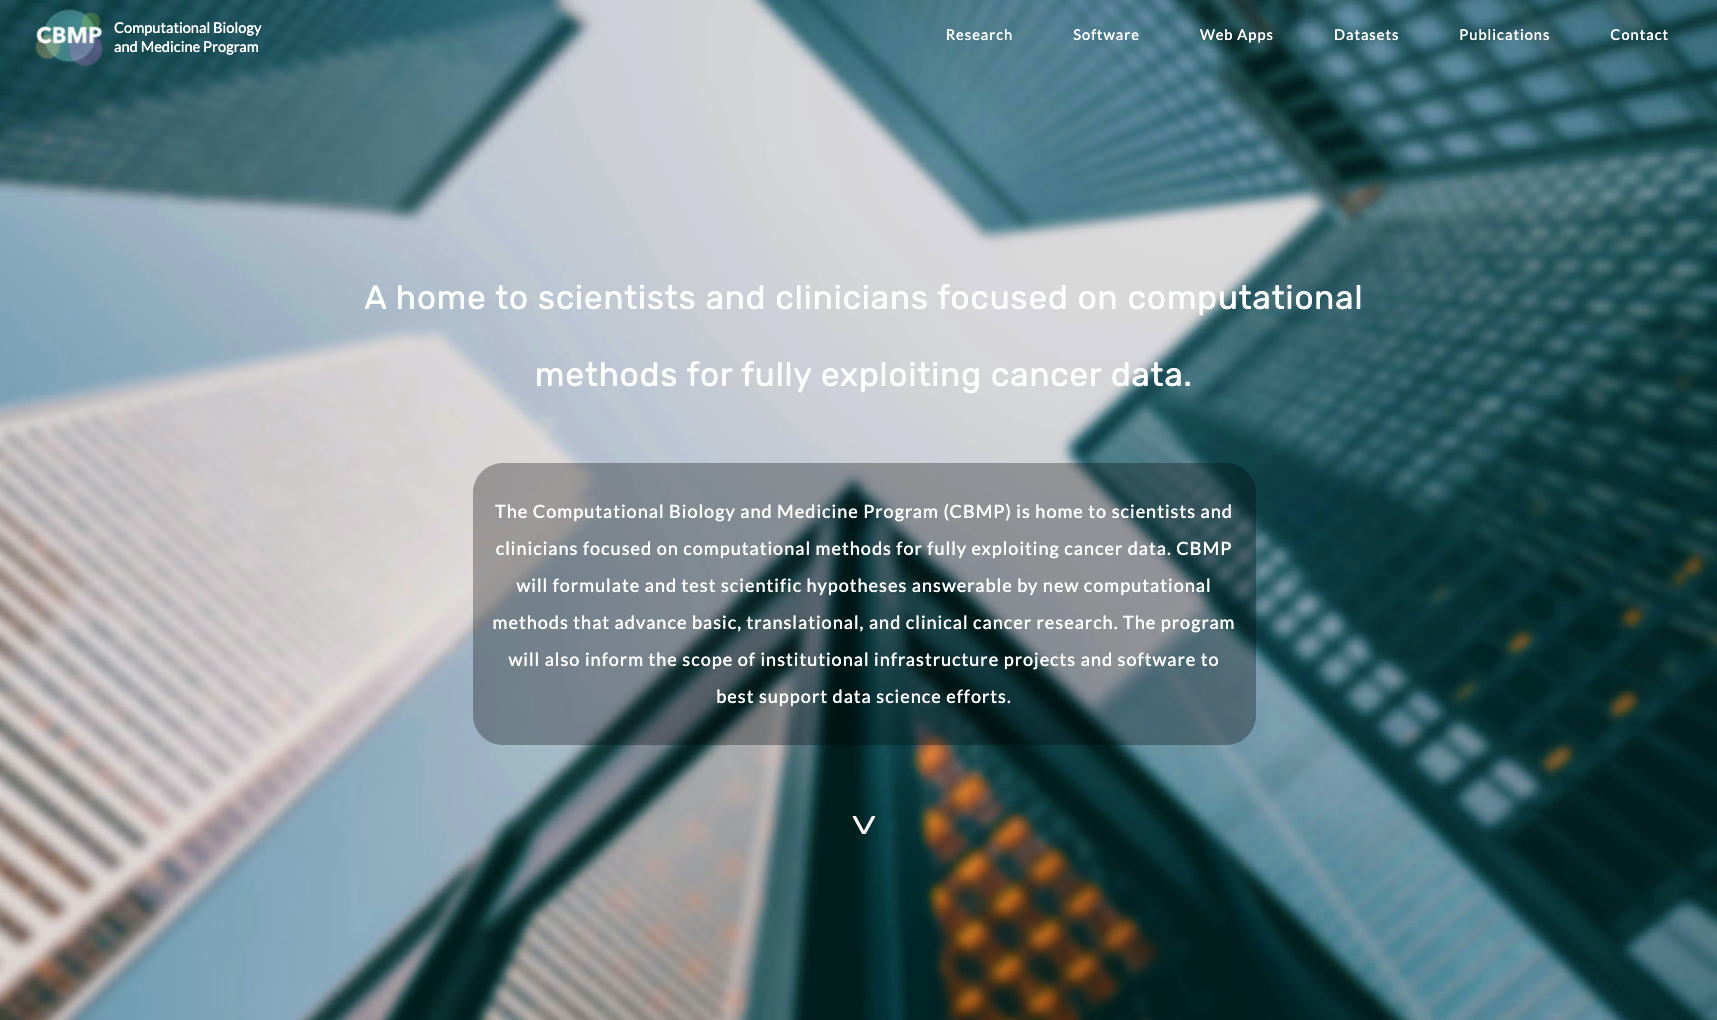 CBMP
Computational Biology
and Medicine Program
Research
Software
Web Apps
Datasets
Publications
Contact
A home to scientists and clinicians focused on computational
methods for fully exploiting cancer data.
The Computational Biology and Medicine Program (CBMP) is home to scientists and
clinicians focused on computational methods for fully exploiting cancer data. CBMP
will formulate and test scientific hypotheses answerable by new computational
methods that advance basic, translational, and clinical cancer research. The program
will also inform the scope of institutional infrastructure projects and software to
best support data science efforts.